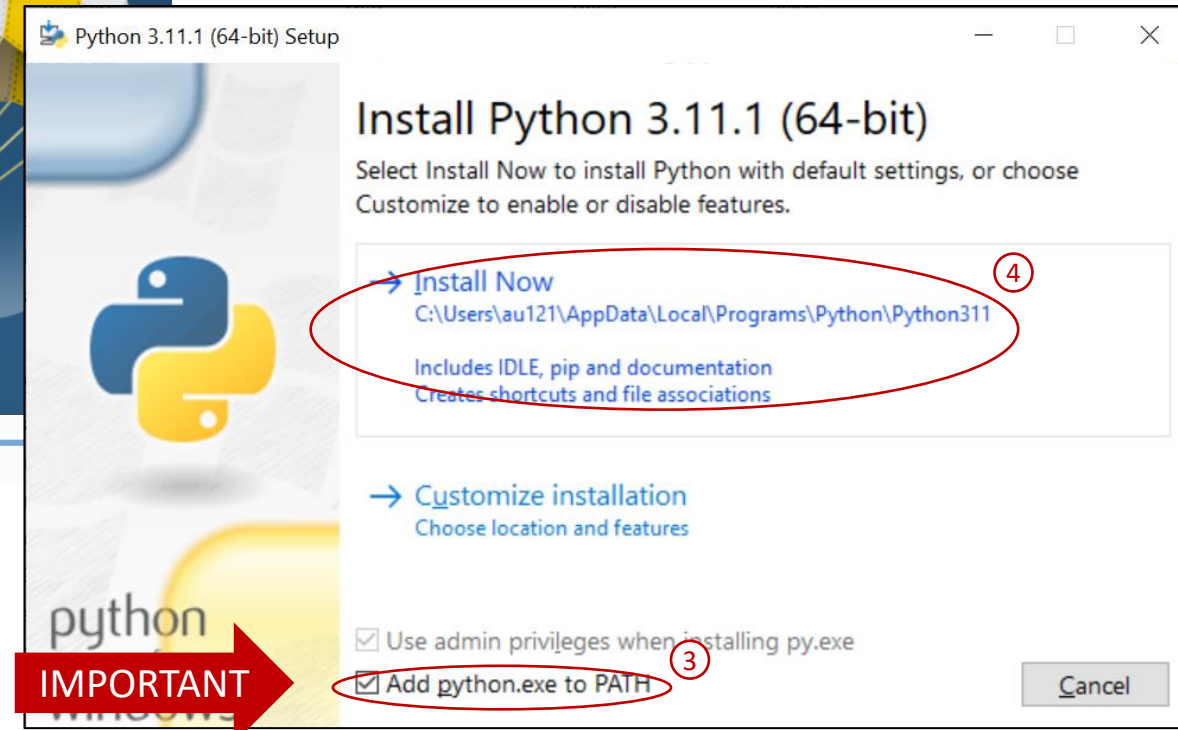 Python 3.11.1 (64-bit) Setup
Install Python 3.11.1 (64-bit)
Select Install Now to install Python with default settings, or choose
Customize to enable or disable features.
4
Install Now
C:\Users\au121\AppData\Local\Programs\Python\Python311
Includes IDLE, pip and documentation
Creates shortcuts and file associations
Customize installation
Choose location and features
python
windows
Use admin privileges when installing py.exe
3
IMPORTANT
Add python.exe to PATH
Cancel